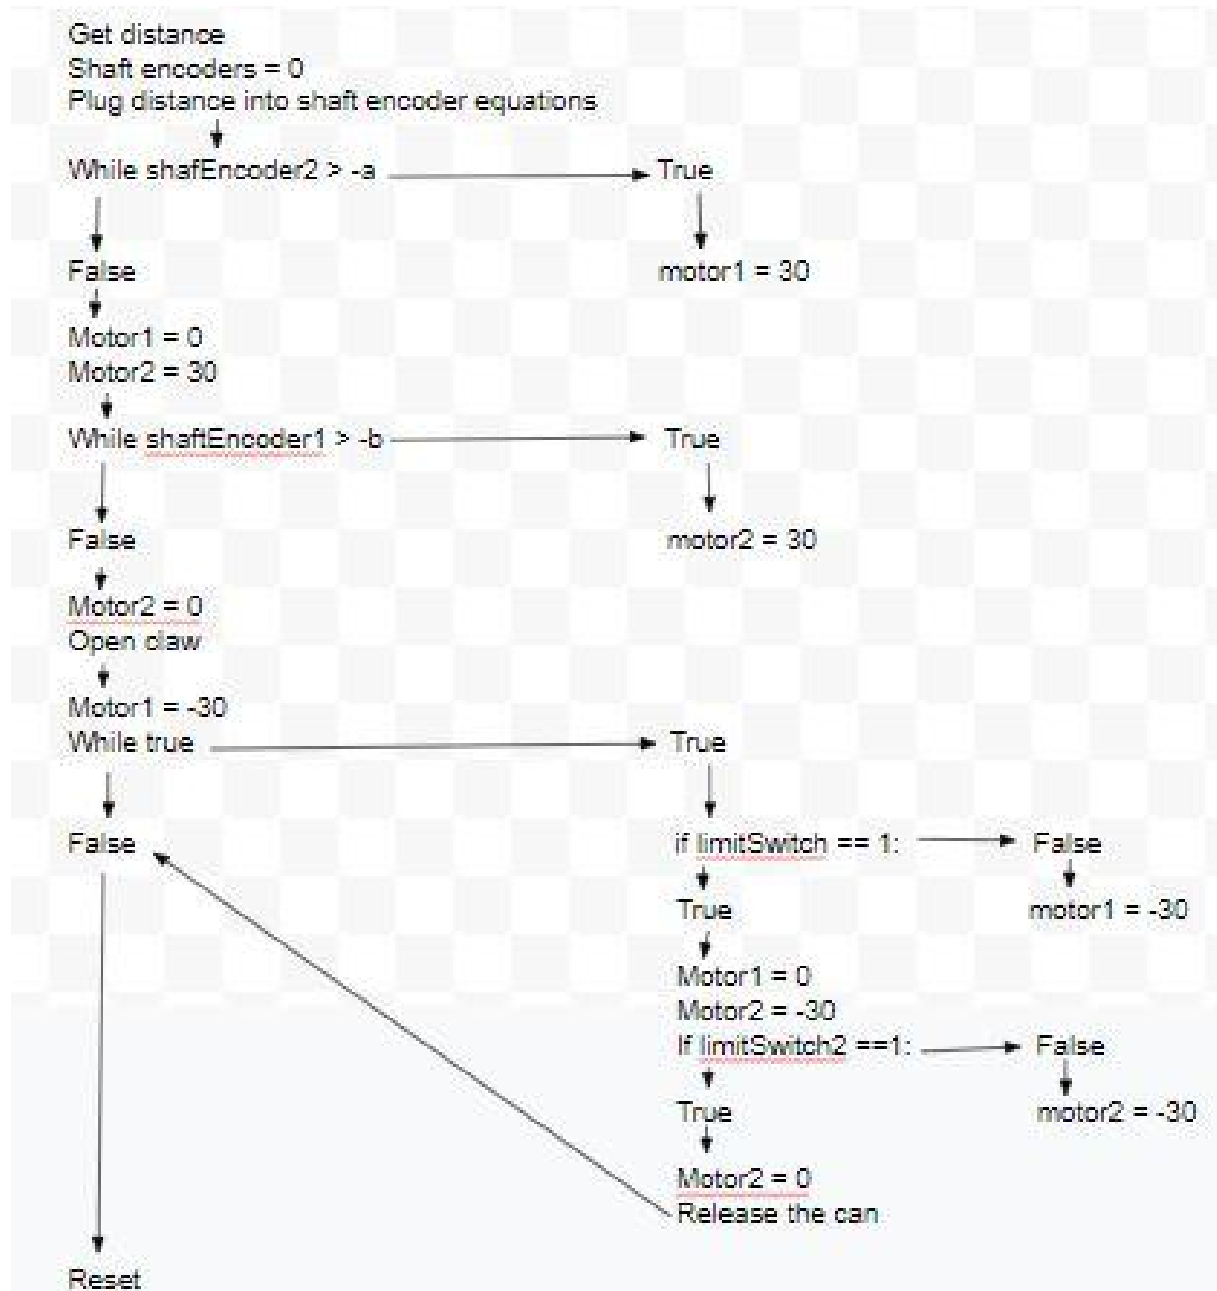 Get distance
Shaft encoders = 0
Plug distance into shaft encoder equations
While shafEncoder2 > -a
True
False
motor1 = 30
Motor1 = 0
Motor2 = 30
While shaftEncoder1 > -b
True
False
motor2 = 30
Motor2 = 0
Open claw
Motor1 = -30
While true
True
False
if limitSwitch == 1:
False
True
motor1 = -30
Motor1 = 0
Motor2 = -30
If limitSwitch2 ==1:
False
True
motor2 = -30
Motor2 = 0
Release the can
Reset